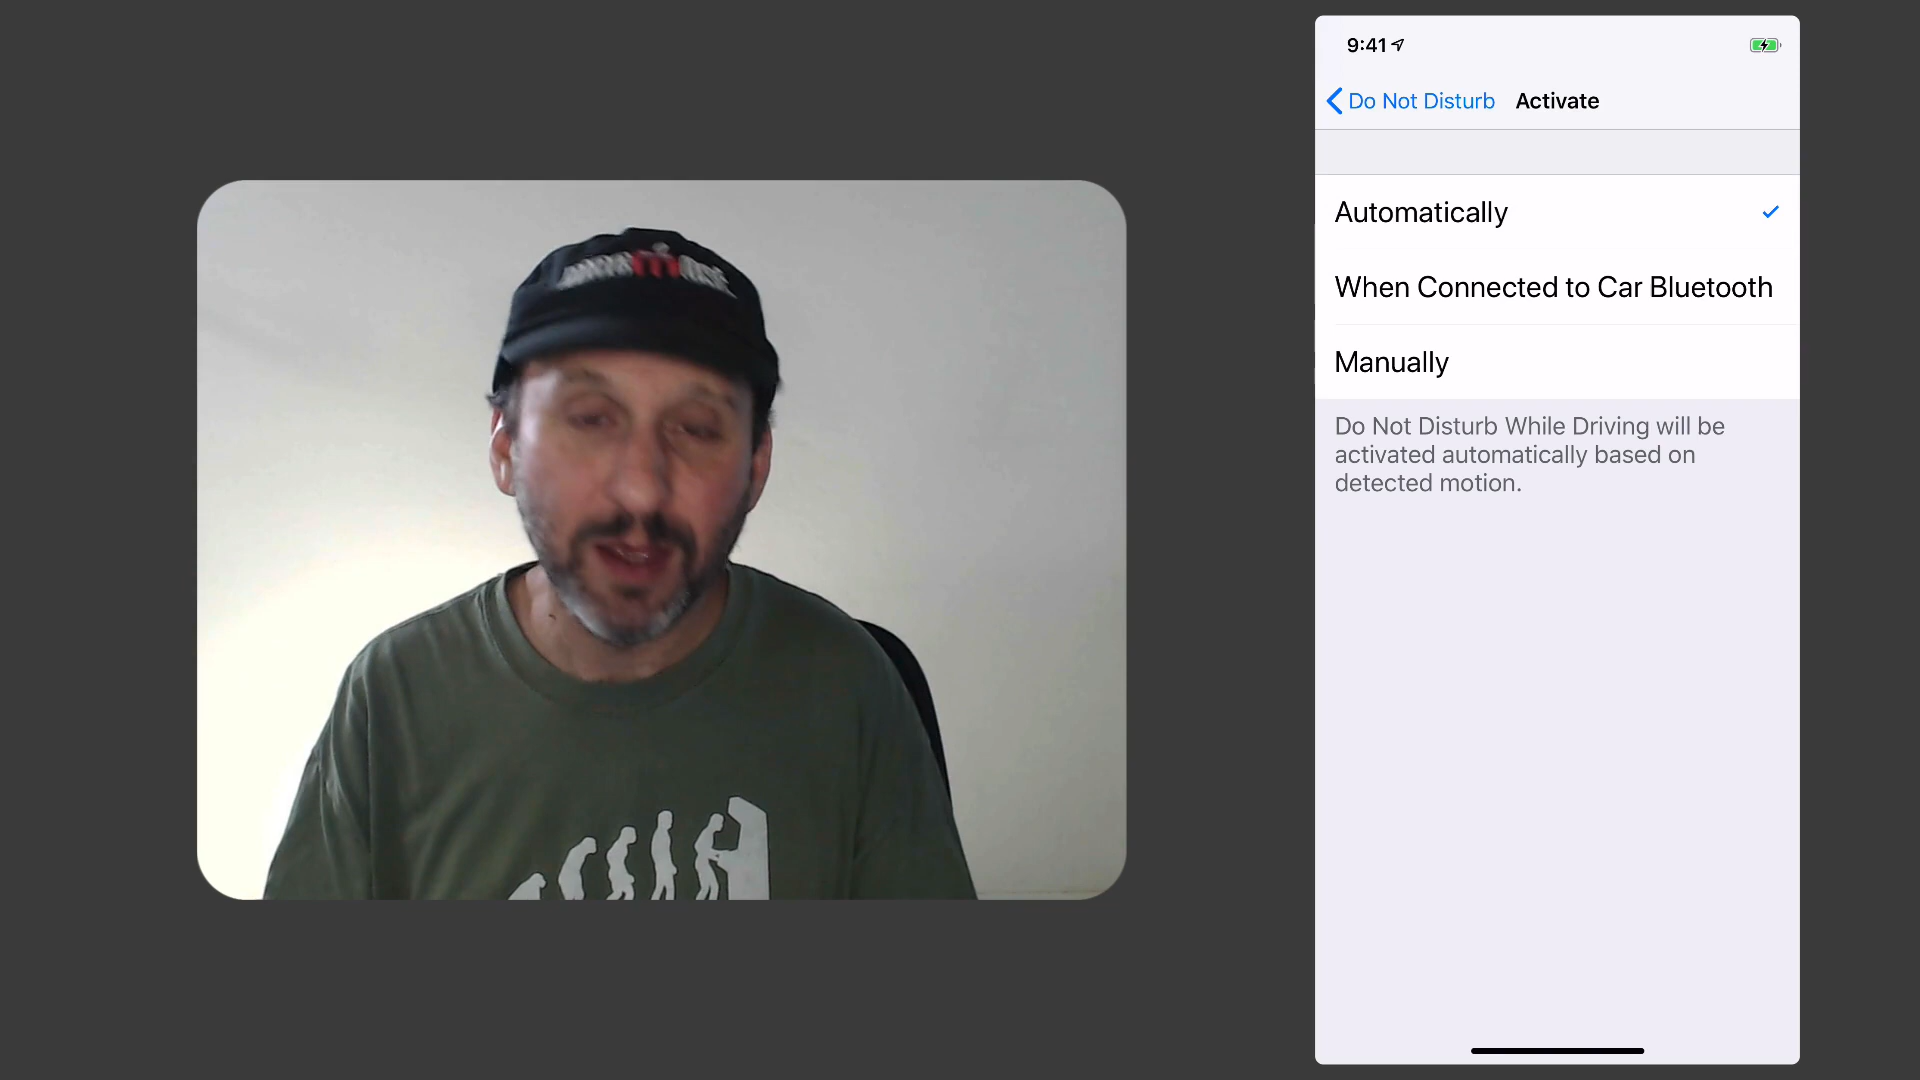 9:41
Do Not Disturb Activate
Automatically
When Connected to Car Bluetooth
Manually
Do Not Disturb While Driving will be
activated automatically based on
detected motion.